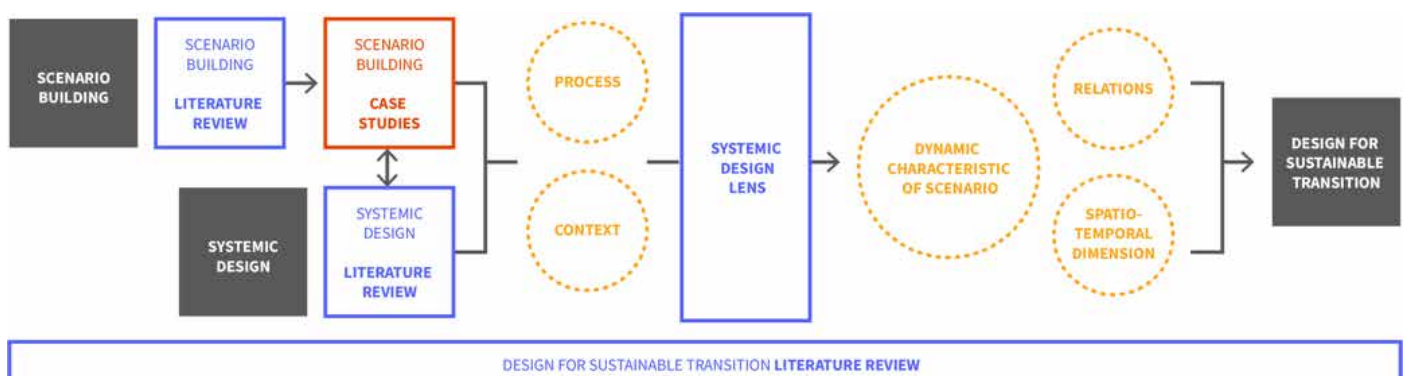 SCENARIO
BUILDING
SCENARIO
BUILDING
LITERATURE
REVIEW
SCENARIO
BUILDING
CASE
STUDIES
SYSTEMIC
DESIGN
SYSTEMIC
DESIGN
LITERATURE
REVIEW
PROCESS
CONTEXT
SYSTEMIC
DESIGN
LENS
DYNAMIC
CHARACTERISTIC
OF SCENARIO
RELATIONS
SPATIO-
TEMPORAL
DIMENSION
DESIGN FOR
SUSTAINABLE
TRANSITION
DESIGN FOR SUSTAINABLE TRANSITION LITERATURE REVIEW